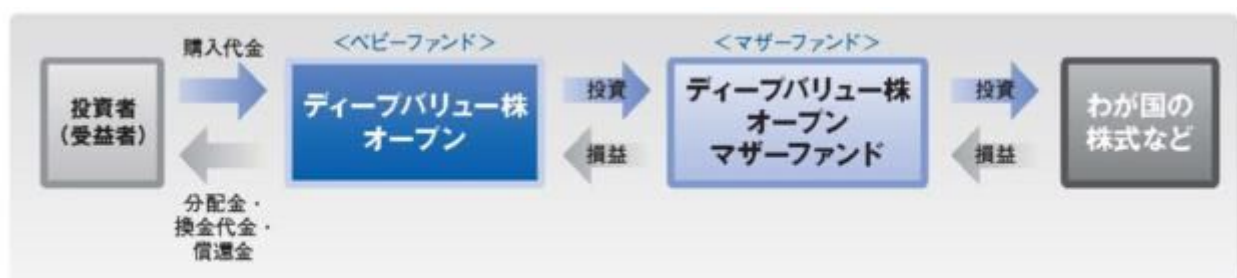 購入代金
<ベビーファンド>
<マザーファンド>
投資者
(受益者)
ディープバリュー株
オープン
投資
損益
ディープバリュー株
オープン
マザーファンド
投資
損益
わが国の
株式など
分配金・
換金代金・
償還金